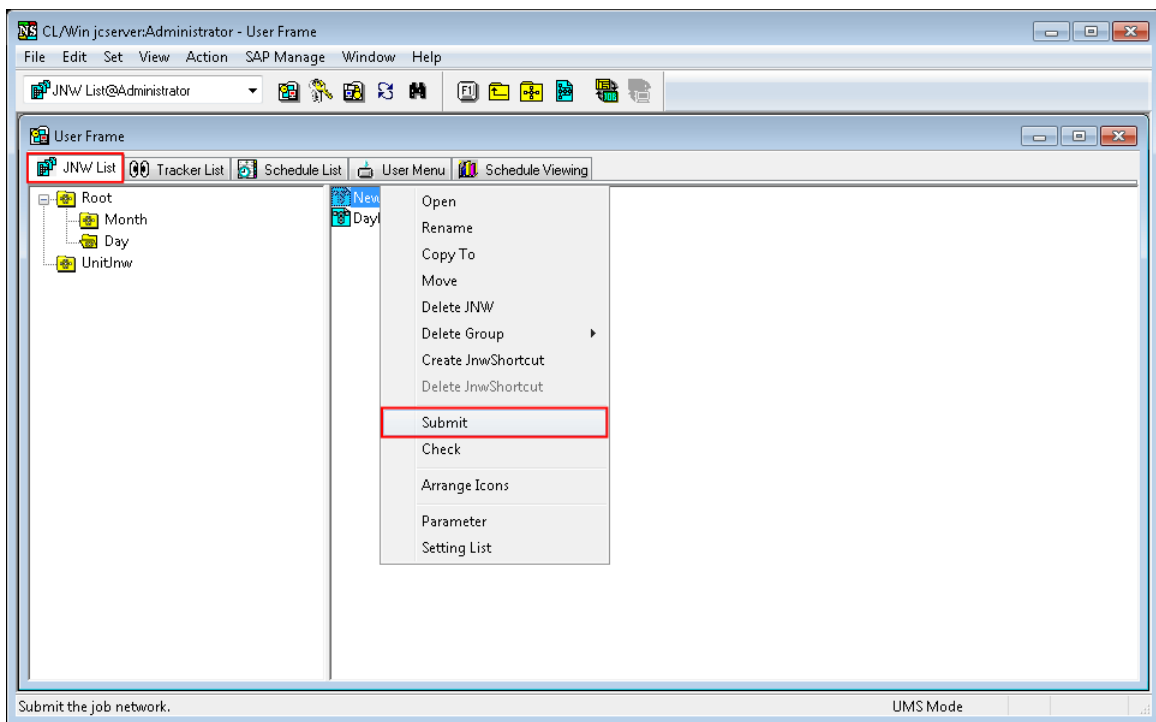 CL/Win jcserver:Administrator - User Frame
File Edit Set View Action SAP Manage Window Help
JNW List@Administrator
F1
User Frame
JNW List Tracker List Schedule List User Menu Schedule Viewing
Root
Month
Day
UnitJnw
New
Dayl
Open
Rename
Copy To
Move
Delete JNW
Delete Group
Create JnwShortcut
Delete JnwShortcut
Submit
Check
Arrange Icons
Parameter
Setting List
Submit the job network. UMS Mode